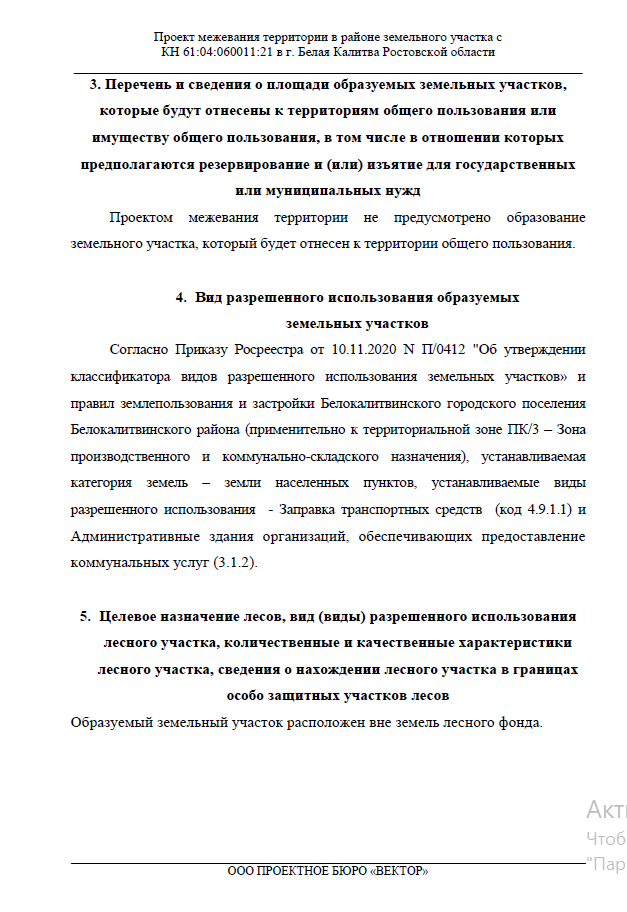 Проект межевания территории в районе земельного участка с
КН 61:04:060011:21 в г. Белая Калитва Ростовской области
3. Перечень и сведения о площади образуемых земельных участков,
которые будут отнесены к территориям общего пользования или
имуществу общего пользования, в том числе в отношении которых
предполагаются резервирование и (или) изъятие для государственных
или муниципальных нужд
Проектом межевания территории не предусмотрено образование
земельного участка, который будет отнесен к территории общего пользования.
4. Вид разрешенного использования образуемых
земельных участков
Согласно Приказу Росреестра от 10.11.2020 N П/0412 "Об утверждении
классификатора видов разрешенного использования земельных участков» и
правил землепользования и застройки Белокалитвинского городского поселения
Белокалитвинского района (применительно к территориальной зоне ПК/3 – Зона
производственного и коммунально-складского назначения), устанавливаемая
категория земель – земли населенных пунктов, устанавливаемые виды
разрешенного использования - Заправка транспортных средств (код 4.9.1.1) и
Административные здания организаций, обеспечивающих предоставление
коммунальных услуг (3.1.2).
5. Целевое назначение лесов, вид (виды) разрешенного использования
лесного участка, количественные и качественные характеристики
лесного участка, сведения о нахождении лесного участка в границах
особо защитных участков лесов
Образуемый земельный участок расположен вне земель лесного фонда.
Акт
Чтоб
"Пар
ООО ПРОЕКТНОЕ БЮРО «ВЕКТОР»